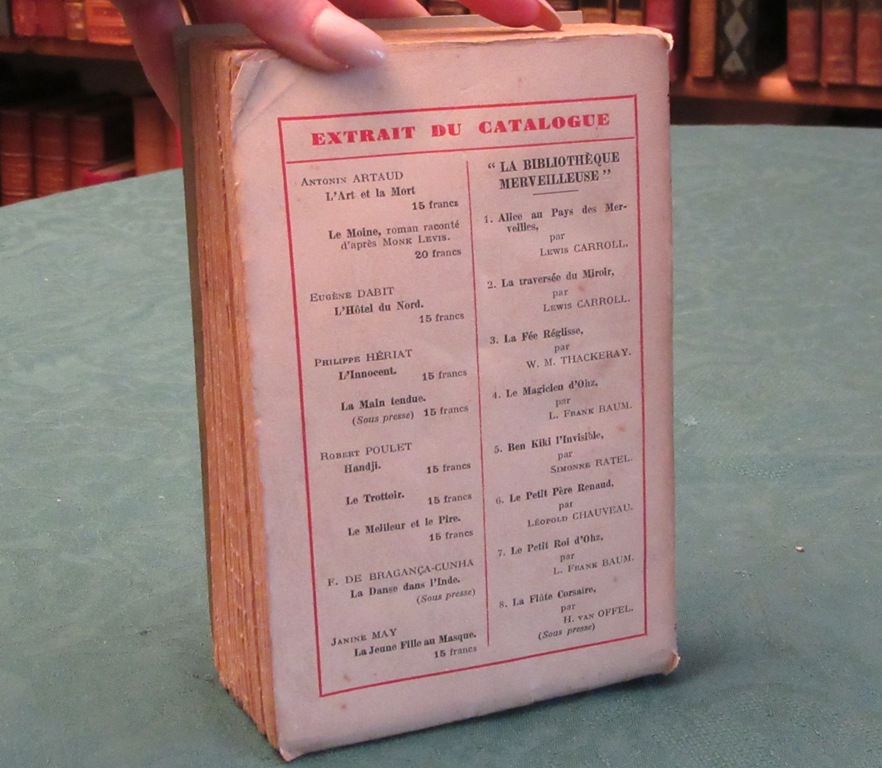 EXTRAIT DU CATALOGUE
Antonin ARTAUD
L'Art et la Mort
15 francs
Le Moine, roman raconté
d'après Monk Levis.
20 francs
Eugène DABIT
L'Hôtel du Nord.
15 francs
Philippe HÉRIAT
L'Innocent. 15 francs
La Main tendue.
(Sous presse) 15 francs
Robert POULET
Handji. 15 francs
Le Trottoir. 15 francs
Le Meilleur et le Pire.
15 francs
F. DE BRAGANÇA-CUNHA
La Danse dans l'Inde.
(Sous presse)
Janine MAY
La Jeune Fille au Masque.
15 francs
“ LA BIBLIOTHÈQUE
MERVEILLEUSE ”
1. Alice au Pays des Mer-
veilles,
par
Lewis CARROLL.
2. La traversée du Miroir,
par
Lewis CARROLL.
3. La Fée Réglisse,
par
W. M. THACKERAY.
4. Le Magicien d'Ohz,
par
L. Frank BAUM.
5. Ben Kiki l'Invisible,
par
Simonne RATEL.
6. Le Petit Père Renaud,
par
Léopold CHAUVEAU.
7. Le Petit Roi d'Ohz,
par
L. Frank BAUM.
8. La Flûte Corsaire,
par
H. van OFFEL.
(Sous presse)